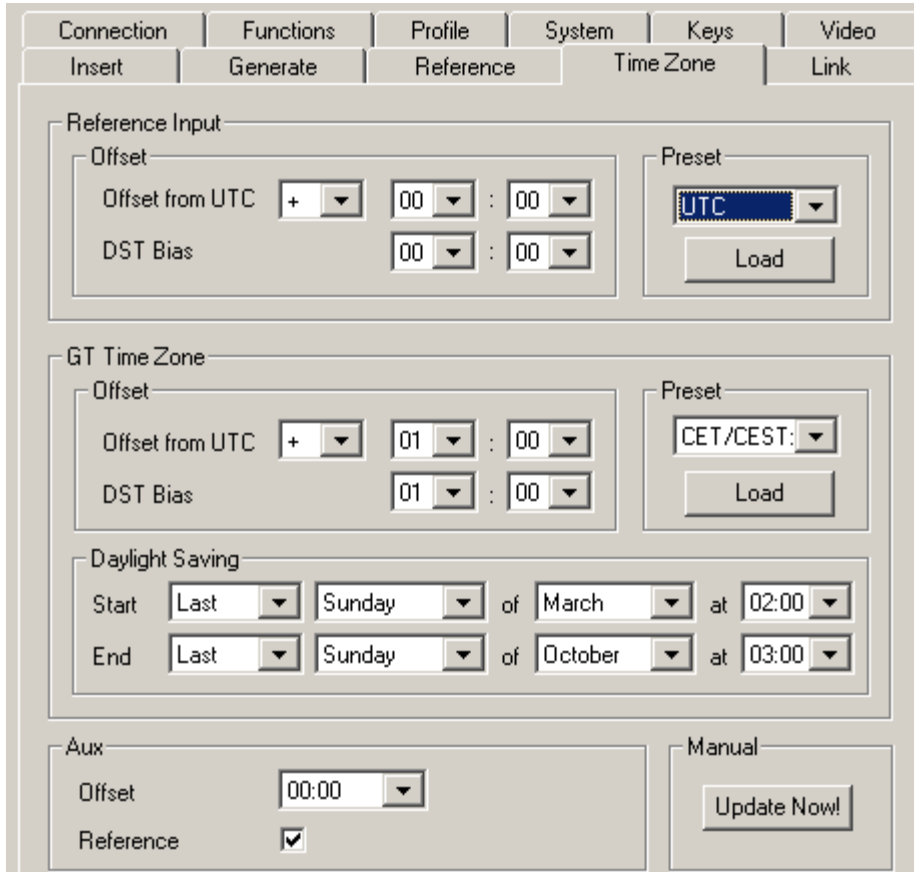 Connection Functions Profile System Keys Video
Insert Generate Reference Time Zone Link
Reference Input
Offset
Offset from UTC + 00 : 00
DST Bias 00 : 00
Preset
UTC
Load
GT Time Zone
Offset
Offset from UTC + 01 : 00
DST Bias 01 : 00
Preset
CET/CEST:
Load
Daylight Saving
Start Last Sunday of March at 02:00
End Last Sunday of October at 03:00
Aux
Offset 00:00
Reference
Manual
Update Now!